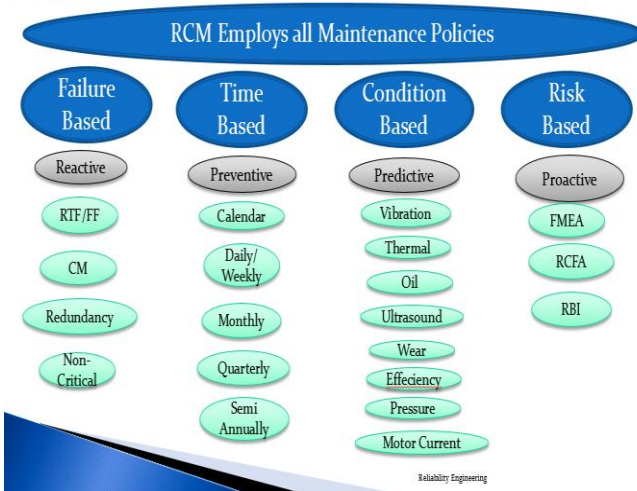 RCM Employs all Maintenance Policies
Failure
Based
Time
Based
Condition
Based
Risk
Based
Reactive
Preventive
Predictive
Proactive
RTF/FF
CM
Redundancy
Non-
Critical
Calendar
Daily/
Weekly
Monthly
Quarterly
Semi
Annually
Vibration
Thermal
Oil
Ultrasound
Wear
Effeciency
Pressure
Motor Current
FMEA
RCFA
RBI
Reliability Engineering